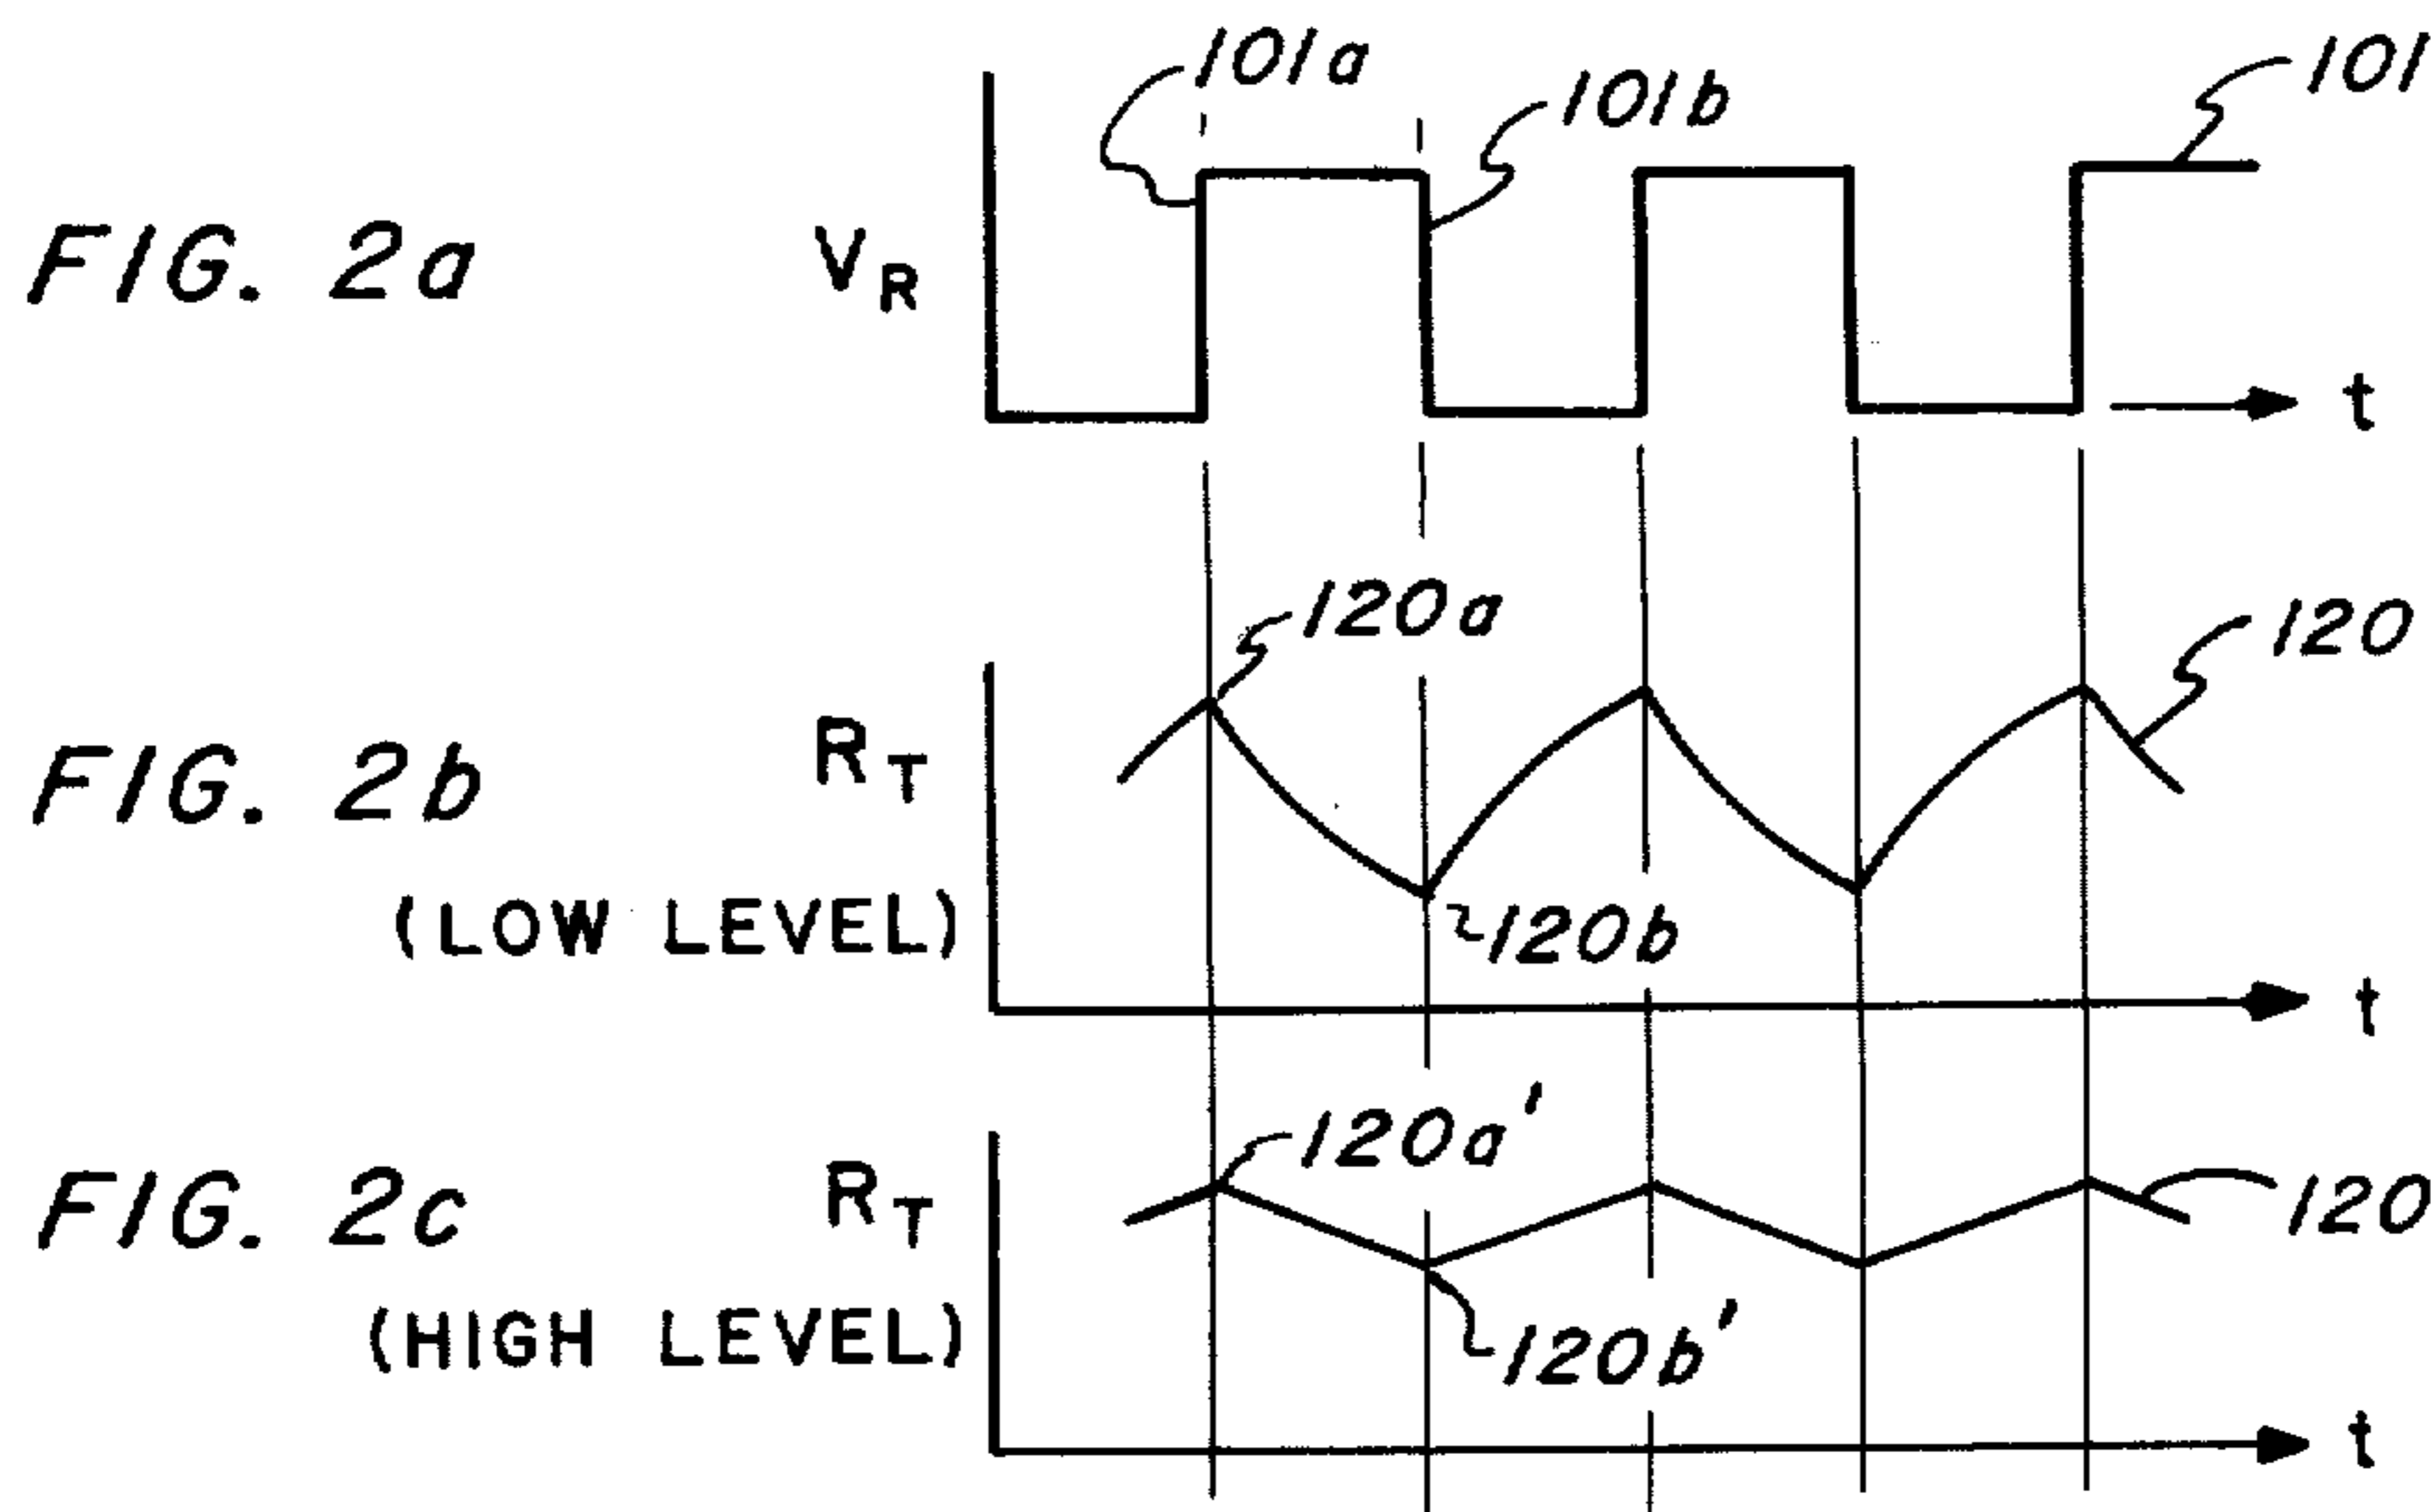 101a
101b
101
FIG. 2a
V_R
t
120a
120
FIG. 2b
R_T
(LOW LEVEL)
120b
t
120a'
FIG. 2c
R_T
120
(HIGH LEVEL)
120b'
t